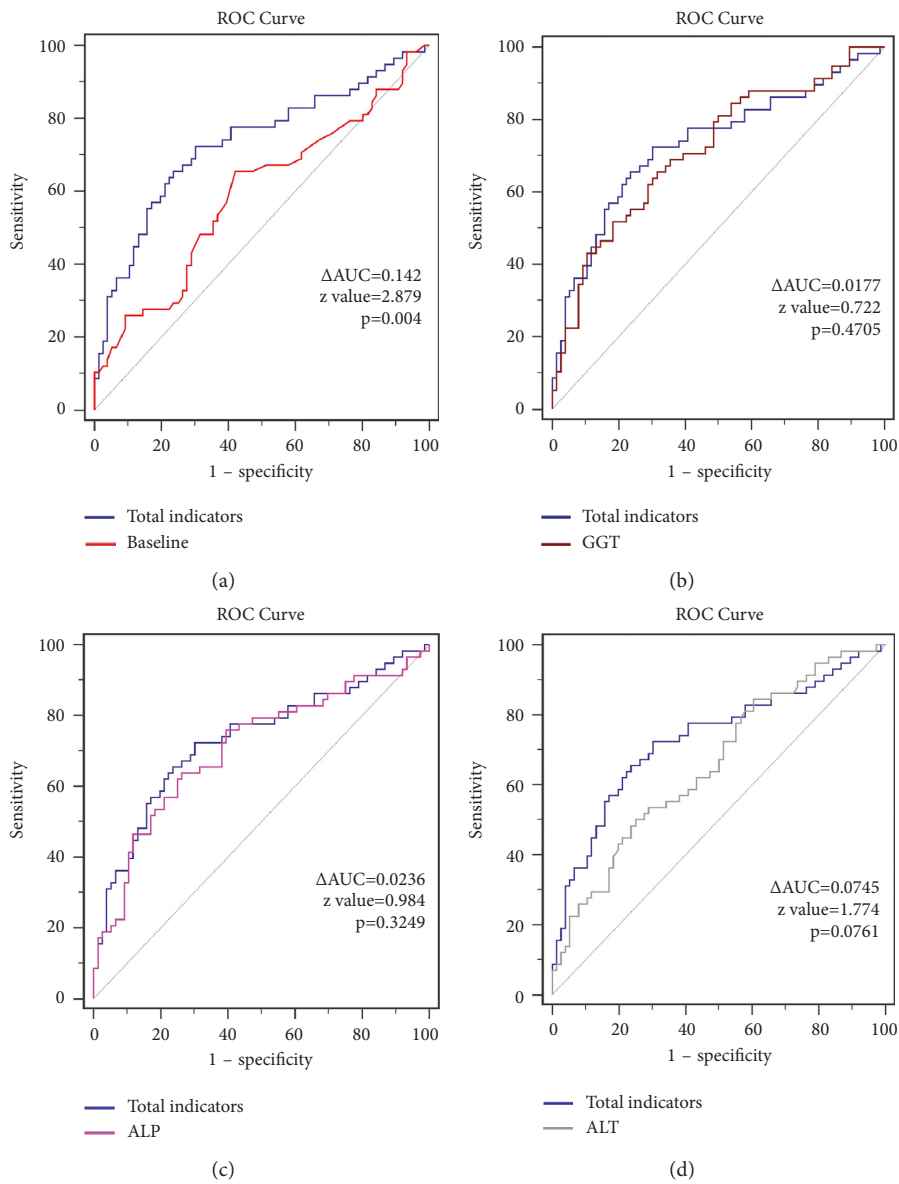 ROC Curve
100
80
60
40
20
0
Sensitivity
ΔAUC=0.142
z value=2.879
p=0.004
0 20 40 60 80 100
1 – specificity
Total indicators
Baseline
(a)
ROC Curve
100
80
60
40
20
0
Sensitivity
ΔAUC=0.0177
z value=0.722
p=0.4705
0 20 40 60 80 100
1 – specificity
Total indicators
GGT
(b)
ROC Curve
100
80
60
40
20
0
Sensitivity
ΔAUC=0.0236
z value=0.984
p=0.3249
0 20 40 60 80 100
1 – specificity
Total indicators
ALP
(c)
ROC Curve
100
80
60
40
20
0
Sensitivity
ΔAUC=0.0745
z value=1.774
p=0.0761
0 20 40 60 80 100
1 – specificity
Total indicators
ALT
(d)